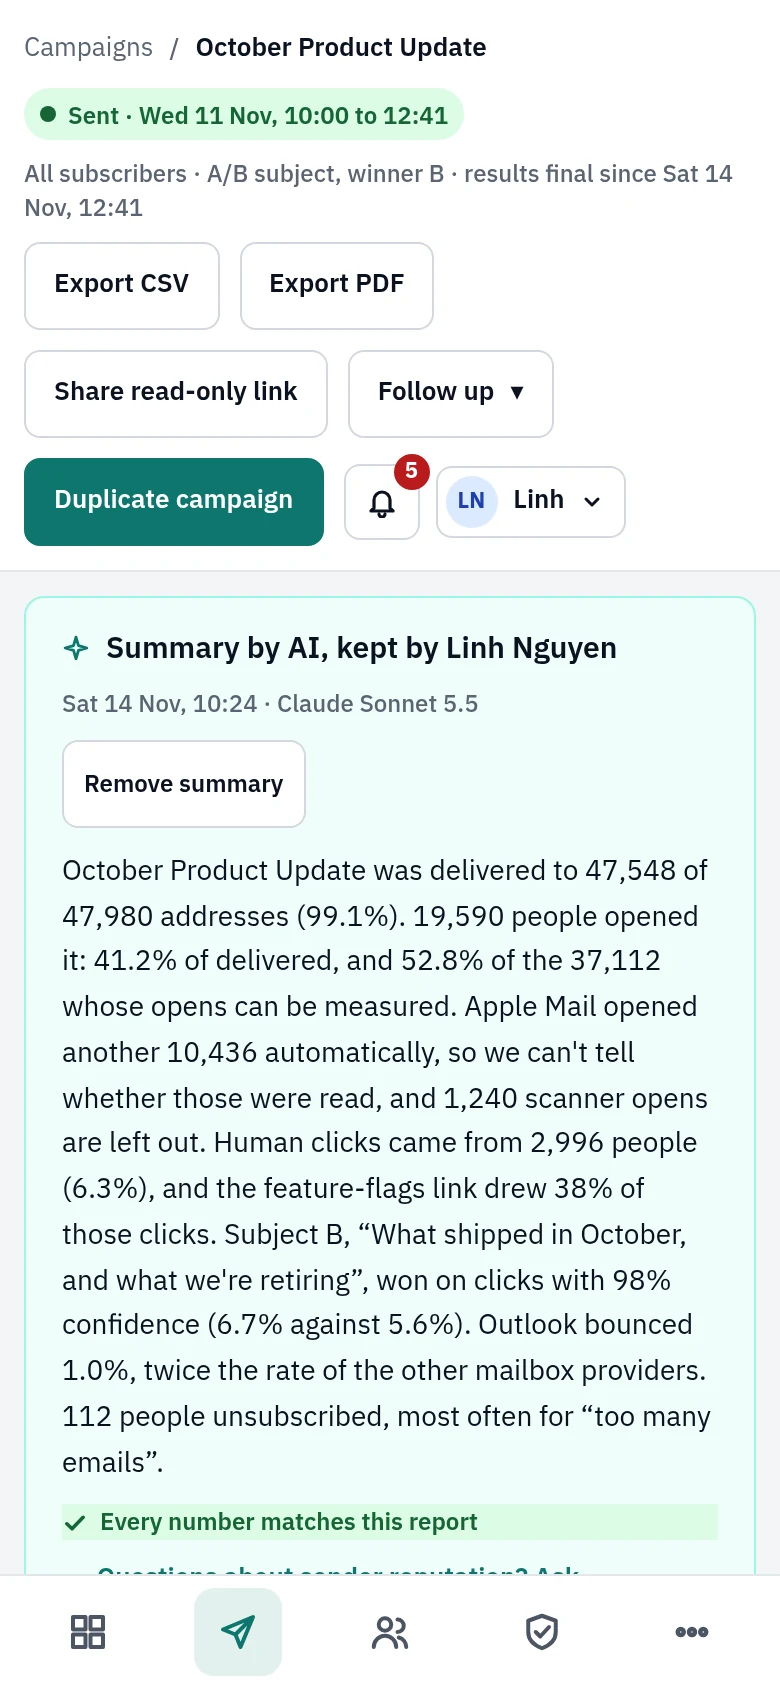 Campaigns / October Product Update
Sent · Wed 11 Nov, 10:00 to 12:41
All subscribers · A/B subject, winner B · results final since Sat 14
Nov, 12:41
Export CSV
Export PDF
Share read-only link
Follow up ▼
Duplicate campaign
5
LN
Linh
Summary by AI, kept by Linh Nguyen
Sat 14 Nov, 10:24 · Claude Sonnet 5.5
Remove summary
October Product Update was delivered to 47,548 of
47,980 addresses (99.1%). 19,590 people opened
it: 41.2% of delivered, and 52.8% of the 37,112
whose opens can be measured. Apple Mail opened
another 10,436 automatically, so we can't tell
whether those were read, and 1,240 scanner opens
are left out. Human clicks came from 2,996 people
(6.3%), and the feature-flags link drew 38% of
those clicks. Subject B, “What shipped in October,
and what we're retiring”, won on clicks with 98%
confidence (6.7% against 5.6%). Outlook bounced
1.0%, twice the rate of the other mailbox providers.
112 people unsubscribed, most often for “too many
emails”.
Every number matches this report
Questions about sender reputation? Ask